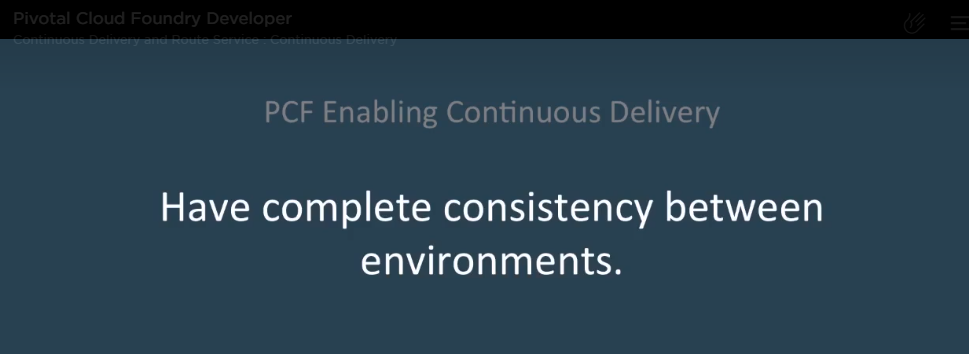 Pivotal Cloud Foundry Developer
Continuous Delivery and Route Service : Continuous Delivery
PCF Enabling Continuous Delivery
Have complete consistency between
environments.